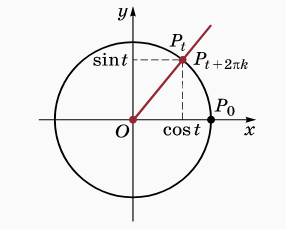 y
P_t
sin t
P_{t+2πk}
P_0
O
cos t
x